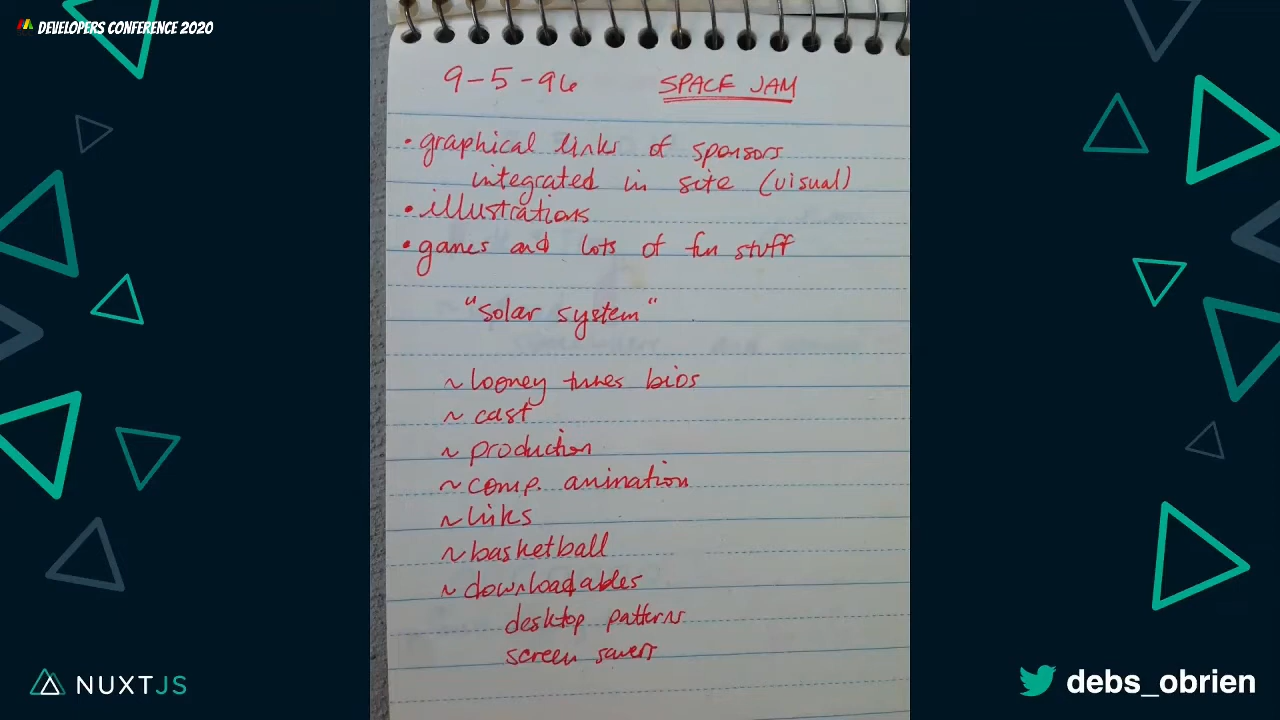 DEVELOPERS CONFERENCE 2020
9-5-96 SPACE JAM
• graphical links of sponsors
integrated in site (visual)
• illustrations
• games and lots of fun stuff
"solar system"
~ looney tunes bios
~ cast
~ production
~ comp. animation
~ links
~ basketball
~ downloadables
desktop patterns
screen savers
NUXTJS
debs_obrien